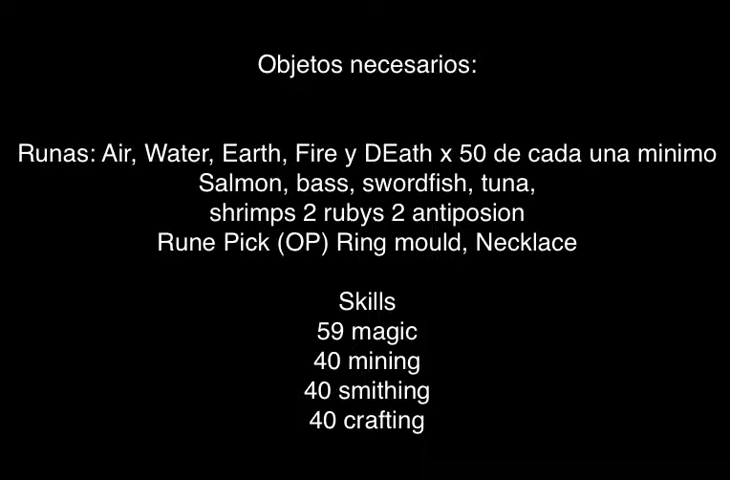 Objetos necesarios:
Runas: Air, Water, Earth, Fire y DEath x 50 de cada una minimo
Salmon, bass, swordfish, tuna,
shrimps 2 rubys 2 antiposion
Rune Pick (OP) Ring mould, Necklace
Skills
59 magic
40 mining
40 smithing
40 crafting